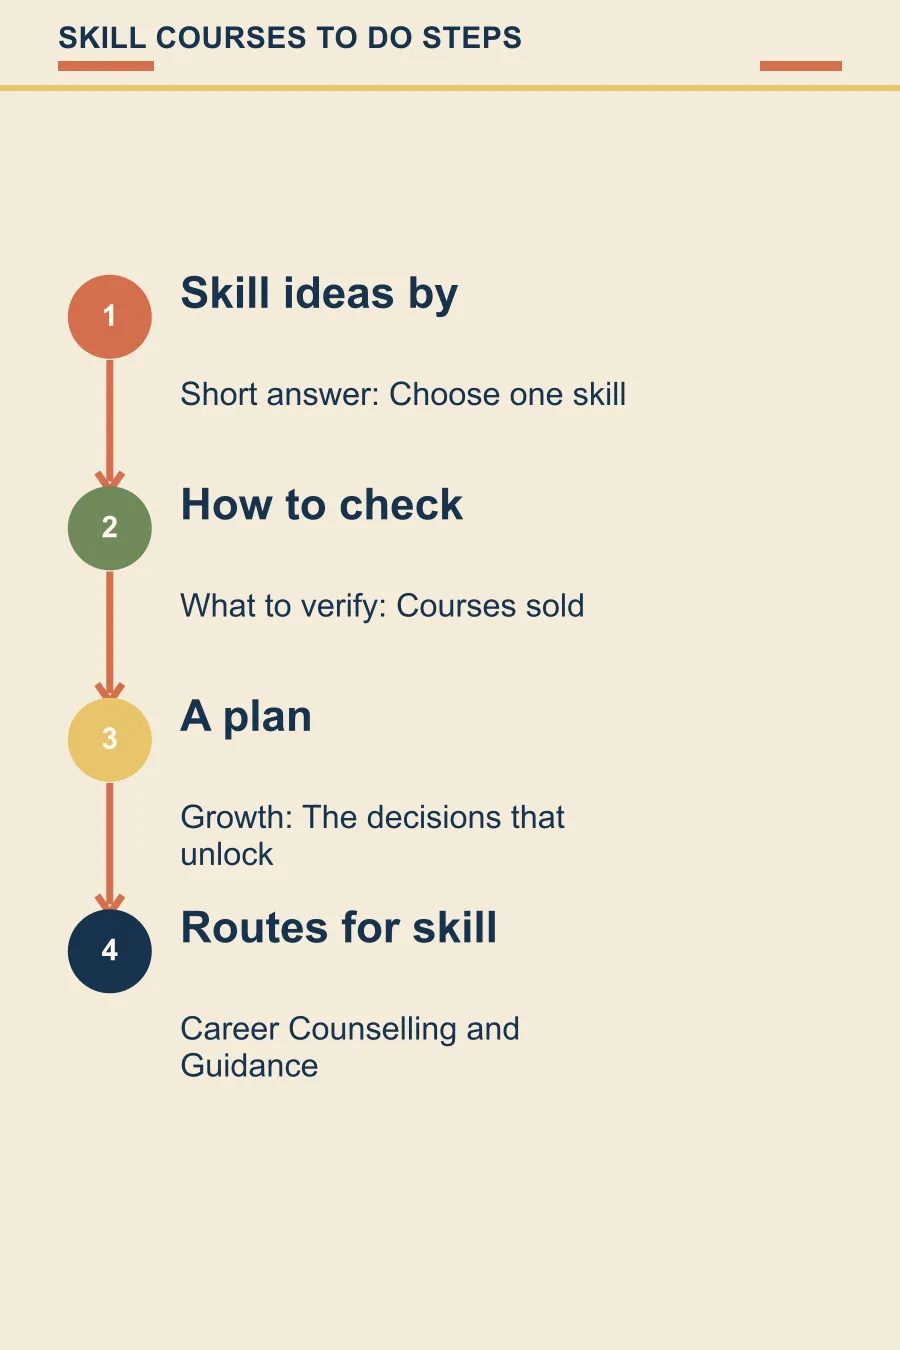 SKILL COURSES TO DO STEPS
1
Skill ideas by
Short answer: Choose one skill
2
How to check
What to verify: Courses sold
3
A plan
Growth: The decisions that
unlock
4
Routes for skill
Career Counselling and
Guidance